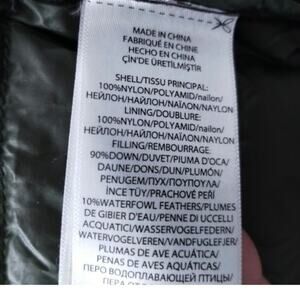 MADE IN CHINA
FABRIQUÉ EN CHINE
HECHO EN CHINA
ÇİN'DE ÜRETİLMİŞTİR
SHELL/TISSU PRINCIPAL:
100%NYLON/POLYAMID/nailon/
НЕЙЛОН/НАЙЛОН/НАЇЛОН/NAYLON
LINING/DOUBLURE:
100%NYLON/POLYAMID/nailon/
НЕЙЛОН/НАЙЛОН/НАЇЛОН/NAYLON
FILLING/REMBOURRAGE:
90%DOWN/DUVET/PIUMA D'OCA/
DAUNE/DONS/DUN/PLUMÓN/
PENUGEM/ПУХ/ΠΟΥΠΟΥΛΑ/
İNCE TÜY/PRACHOVÉ PEŘÍ
10%WATERFOWL FEATHERS/PLUMES
DE GIBIER D'EAU/PENNE DI UCCELLI
ACQUATICI/WASSERVOGELFEDERN/
WATERVOGELVEREN/VANDFUGLEFJER/
PLUMAS DE AVE ACUÁTICA/
PENAS DE AVES AQUÁTICAS/
ПЕРО ВОДОПЛАВАЮЩЕЙ ПТИЦЫ/